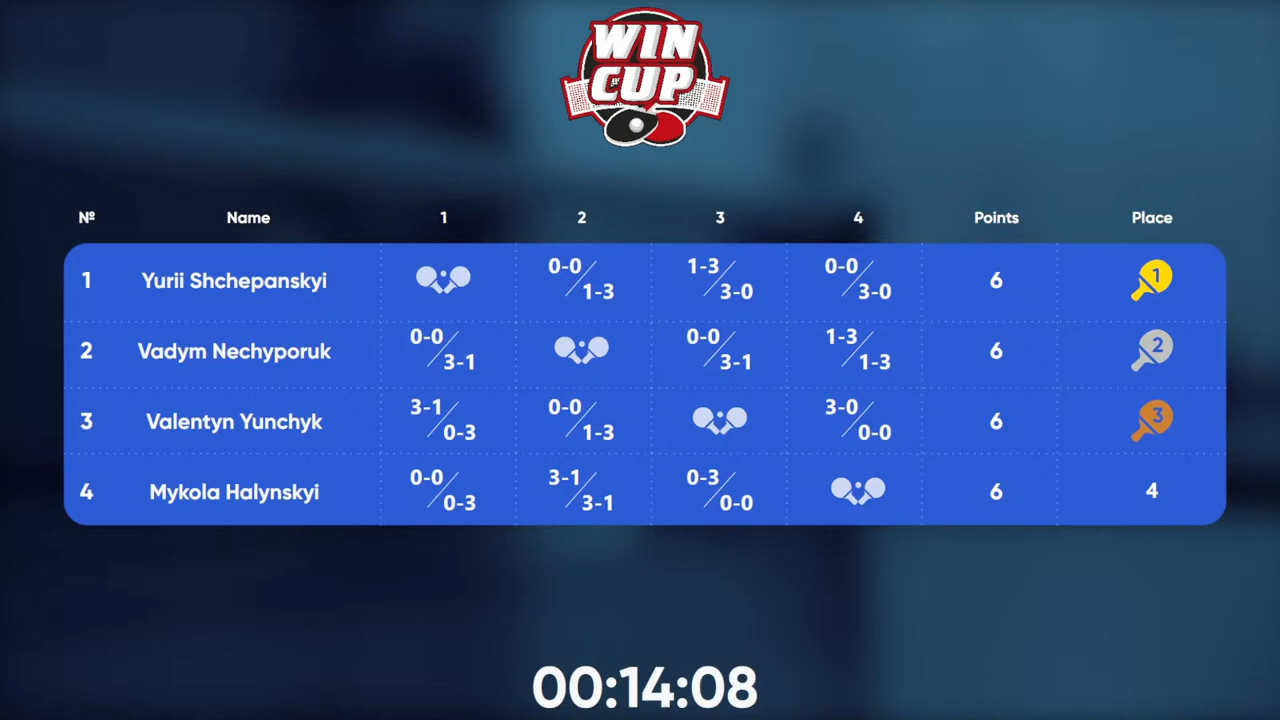 WIN
CUP
№ Name 1 2 3 4 Points Place
1 Yurii Shchepanskyi 0-0/1-3 1-3/3-0 0-0/3-0 6 1
2 Vadym Nechyporuk 0-0/3-1 0-0/3-1 1-3/1-3 6 2
3 Valentyn Yunchyk 3-1/0-3 0-0/1-3 3-0/0-0 6 3
4 Mykola Halynskyi 0-0/0-3 3-1/3-1 0-3/0-0 6 4
00:14:08